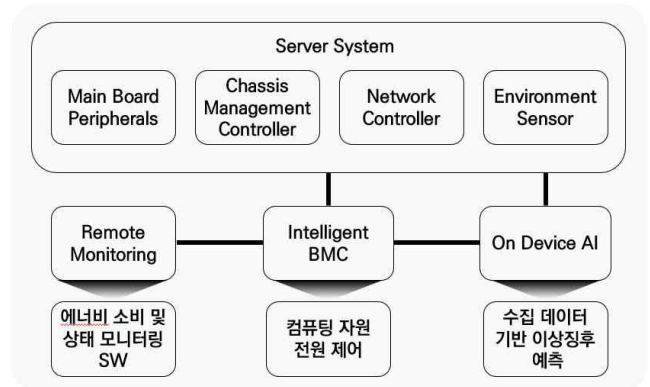 Server System
Main Board
Peripherals
Chassis
Management
Controller
Network
Controller
Environment
Sensor
Remote
Monitoring
Intelligent
BMC
On Device AI
에너비 소비 및
상태 모니터링
SW
컴퓨팅 자원
전원 제어
수집 데이터
기반 이상징후
예측